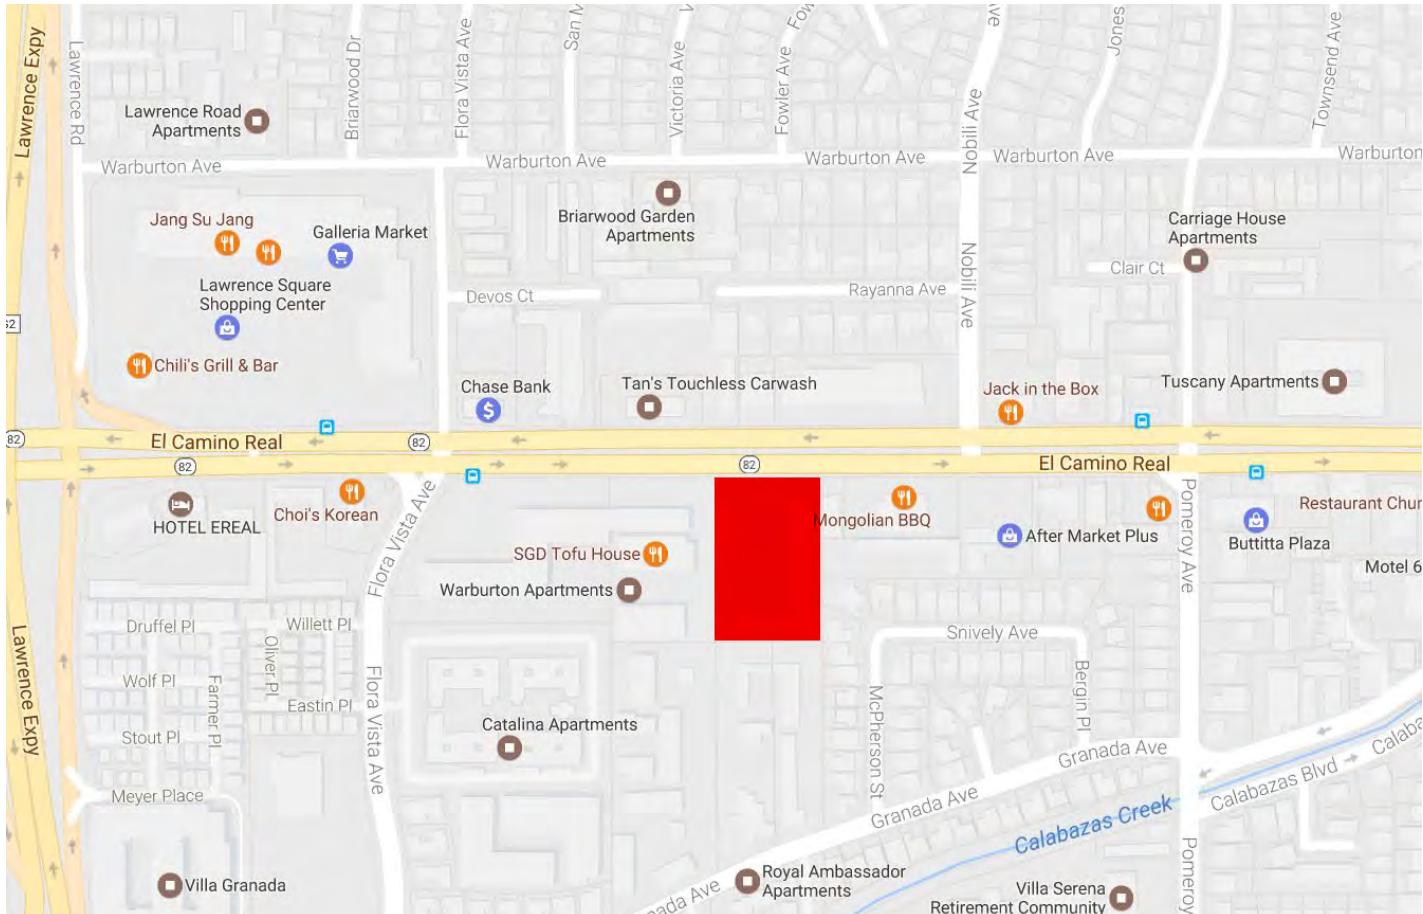 Lawrence Expy
Lawrence Rd
Briarwood Dr
Flora Vista Ave
San M
Victoria Ave
V
Fowler Ave
Fow
Ve
Nobili Ave
Jones
Townsend Ave
Lawrence Road
Apartments
Warburton Ave
Warburton Ave
Warburton Ave
Warburton Ave
Warburton
Jang Su Jang
Galleria Market
Briarwood Garden
Apartments
Carriage House
Apartments
Lawrence Square
Shopping Center
Nobili Ave
Clair Ct
Devos Ct
Rayanna Ave
62
Chili's Grill & Bar
Chase Bank
Tan's Touchless Carwash
Jack in the Box
Tuscany Apartments
82
El Camino Real
82
82
82
El Camino Real
HOTEL EREAL
Choi's Korean
Flora Vista Ave
Mongolian BBQ
After Market Plus
Pomeroy Ave
Restaurant Chur
Buttitta Plaza
SGD Tofu House
Motel 6
Warburton Apartments
Druffel Pl
Willett Pl
Snively Ave
Lawrence Expy
Oliver Pl
Wolf Pl
Farmer Pl
Eastin Pl
Flora Vista Ave
McPherson St
Bergin Pl
Stout Pl
Catalina Apartments
Granada Ave
Calaba
Meyer Place
Granada Ave
Calabazas Blvd
Calabazas Creek
Villa Granada
nada Ave
Royal Ambassador
Apartments
Villa Serena
Retirement Community
Pomeroy